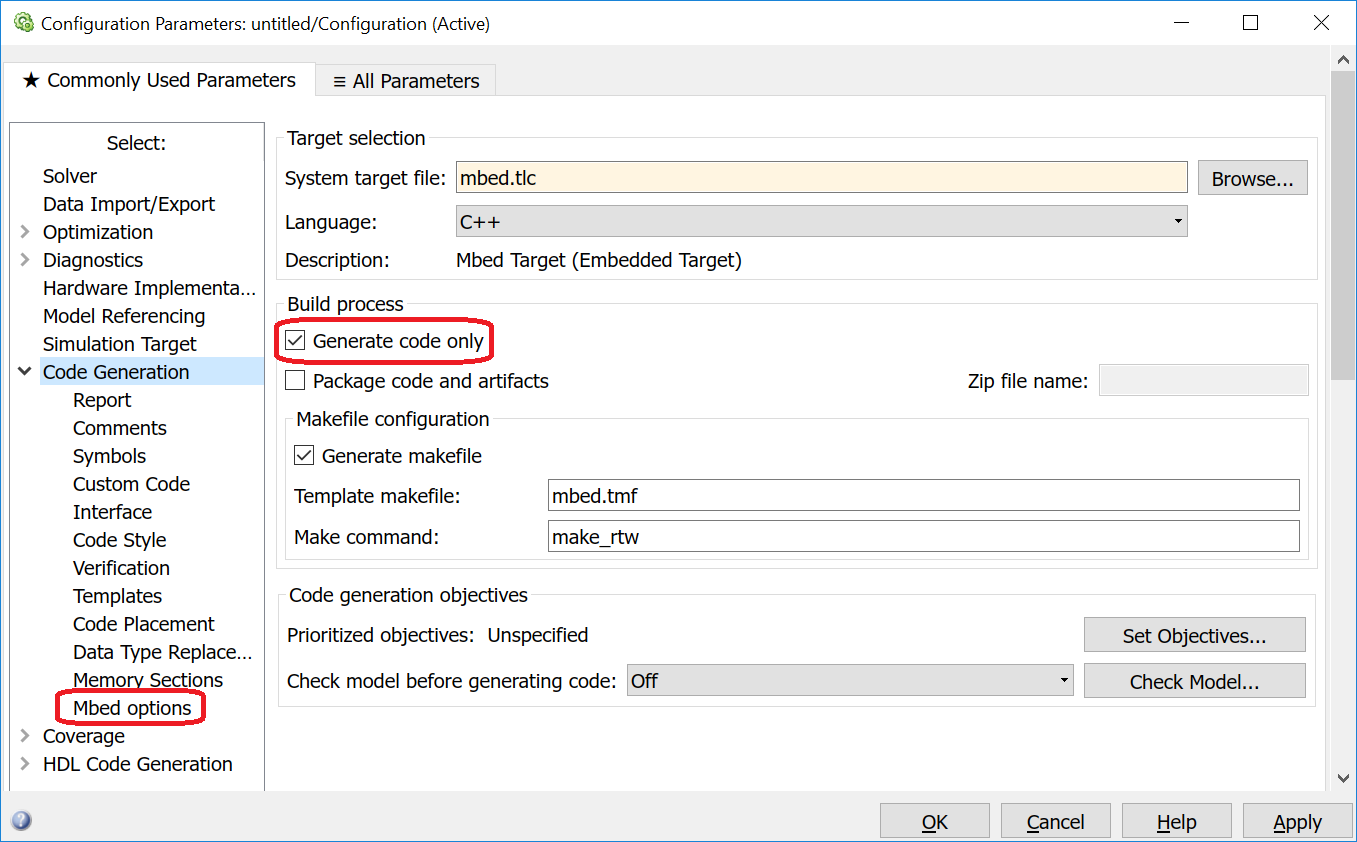 Configuration Parameters: untitled/Configuration (Active)
★ Commonly Used Parameters
≡ All Parameters
Select:
Solver
Data Import/Export
Optimization
Diagnostics
Hardware Implementa...
Model Referencing
Simulation Target
Code Generation
Report
Comments
Symbols
Custom Code
Interface
Code Style
Verification
Templates
Code Placement
Data Type Replace...
Memory Sections
Mbed options
Coverage
HDL Code Generation
Target selection
System target file: mbed.tlc Browse...
Language: C++
Description: Mbed Target (Embedded Target)
Build process
Generate code only
Package code and artifacts Zip file name:
Makefile configuration
Generate makefile
Template makefile: mbed.tmf
Make command: make_rtw
Code generation objectives
Prioritized objectives: Unspecified Set Objectives...
Check model before generating code: Off Check Model...
? OK Cancel Help Apply